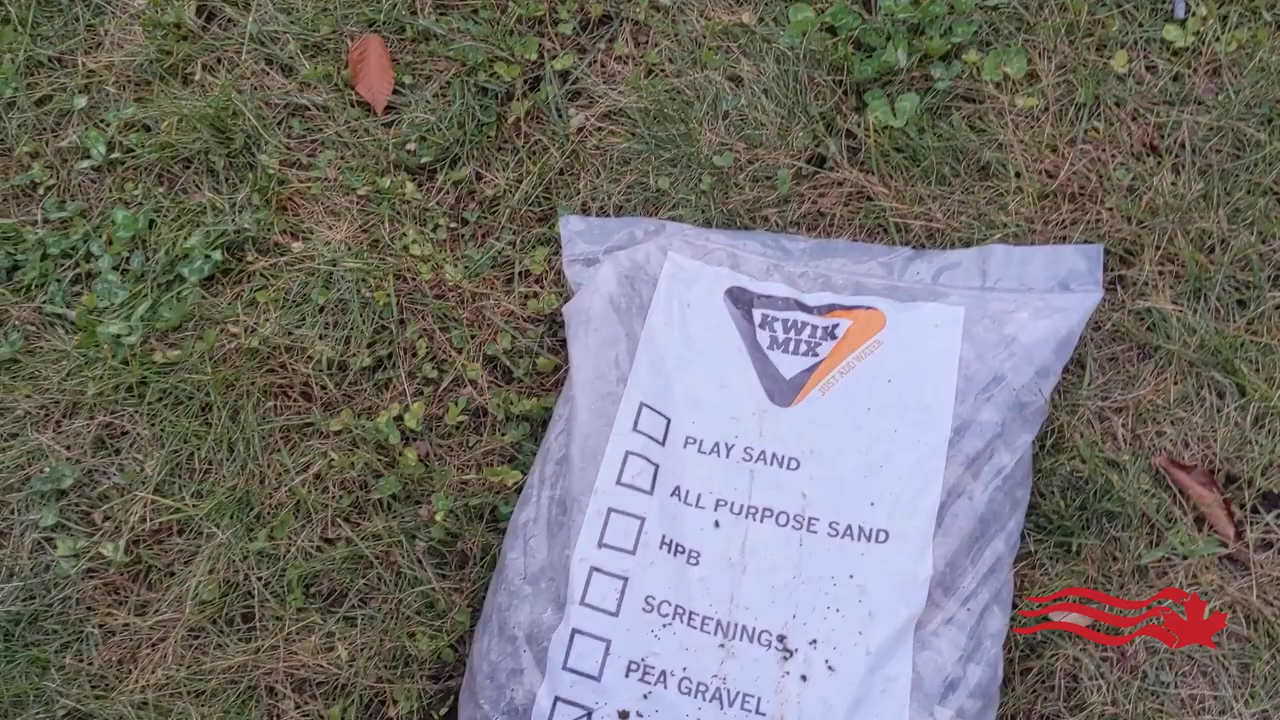 KWIK
MIX
JUST ADD WATER
PLAY SAND
ALL PURPOSE SAND
HPB
SCREENINGS
PEA GRAVEL